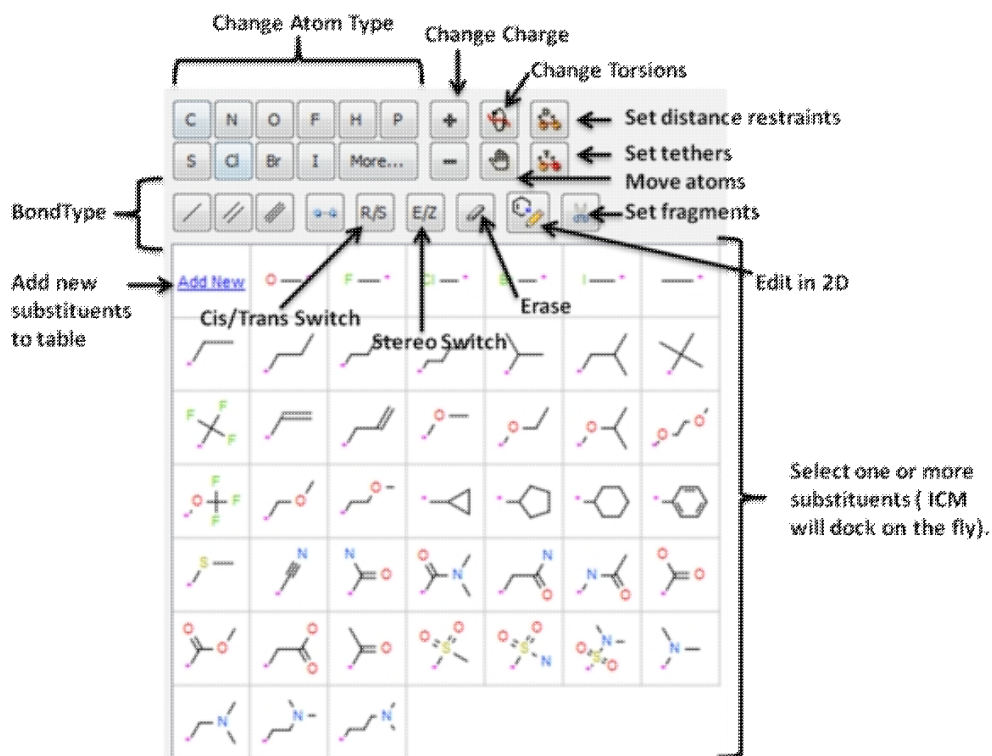 Change Atom Type
Change Charge
Change Torsions
C N O F H P +
Set distance restraints
S Cl Br I More... −
Set tethers
Move atoms
BondType
R/S E/Z
Set fragments
Add new
substituents
to table
Add New
O F Cl I
Edit in 2D
Cis/Trans Switch
Erase
Stereo Switch
F F F O O O O O
O F F F O O
Select one or more
substituents ( ICM
will dock on the fly).
S N N O O N N O N O O O
O O O O O O S O O S O N N S O O N
N N N